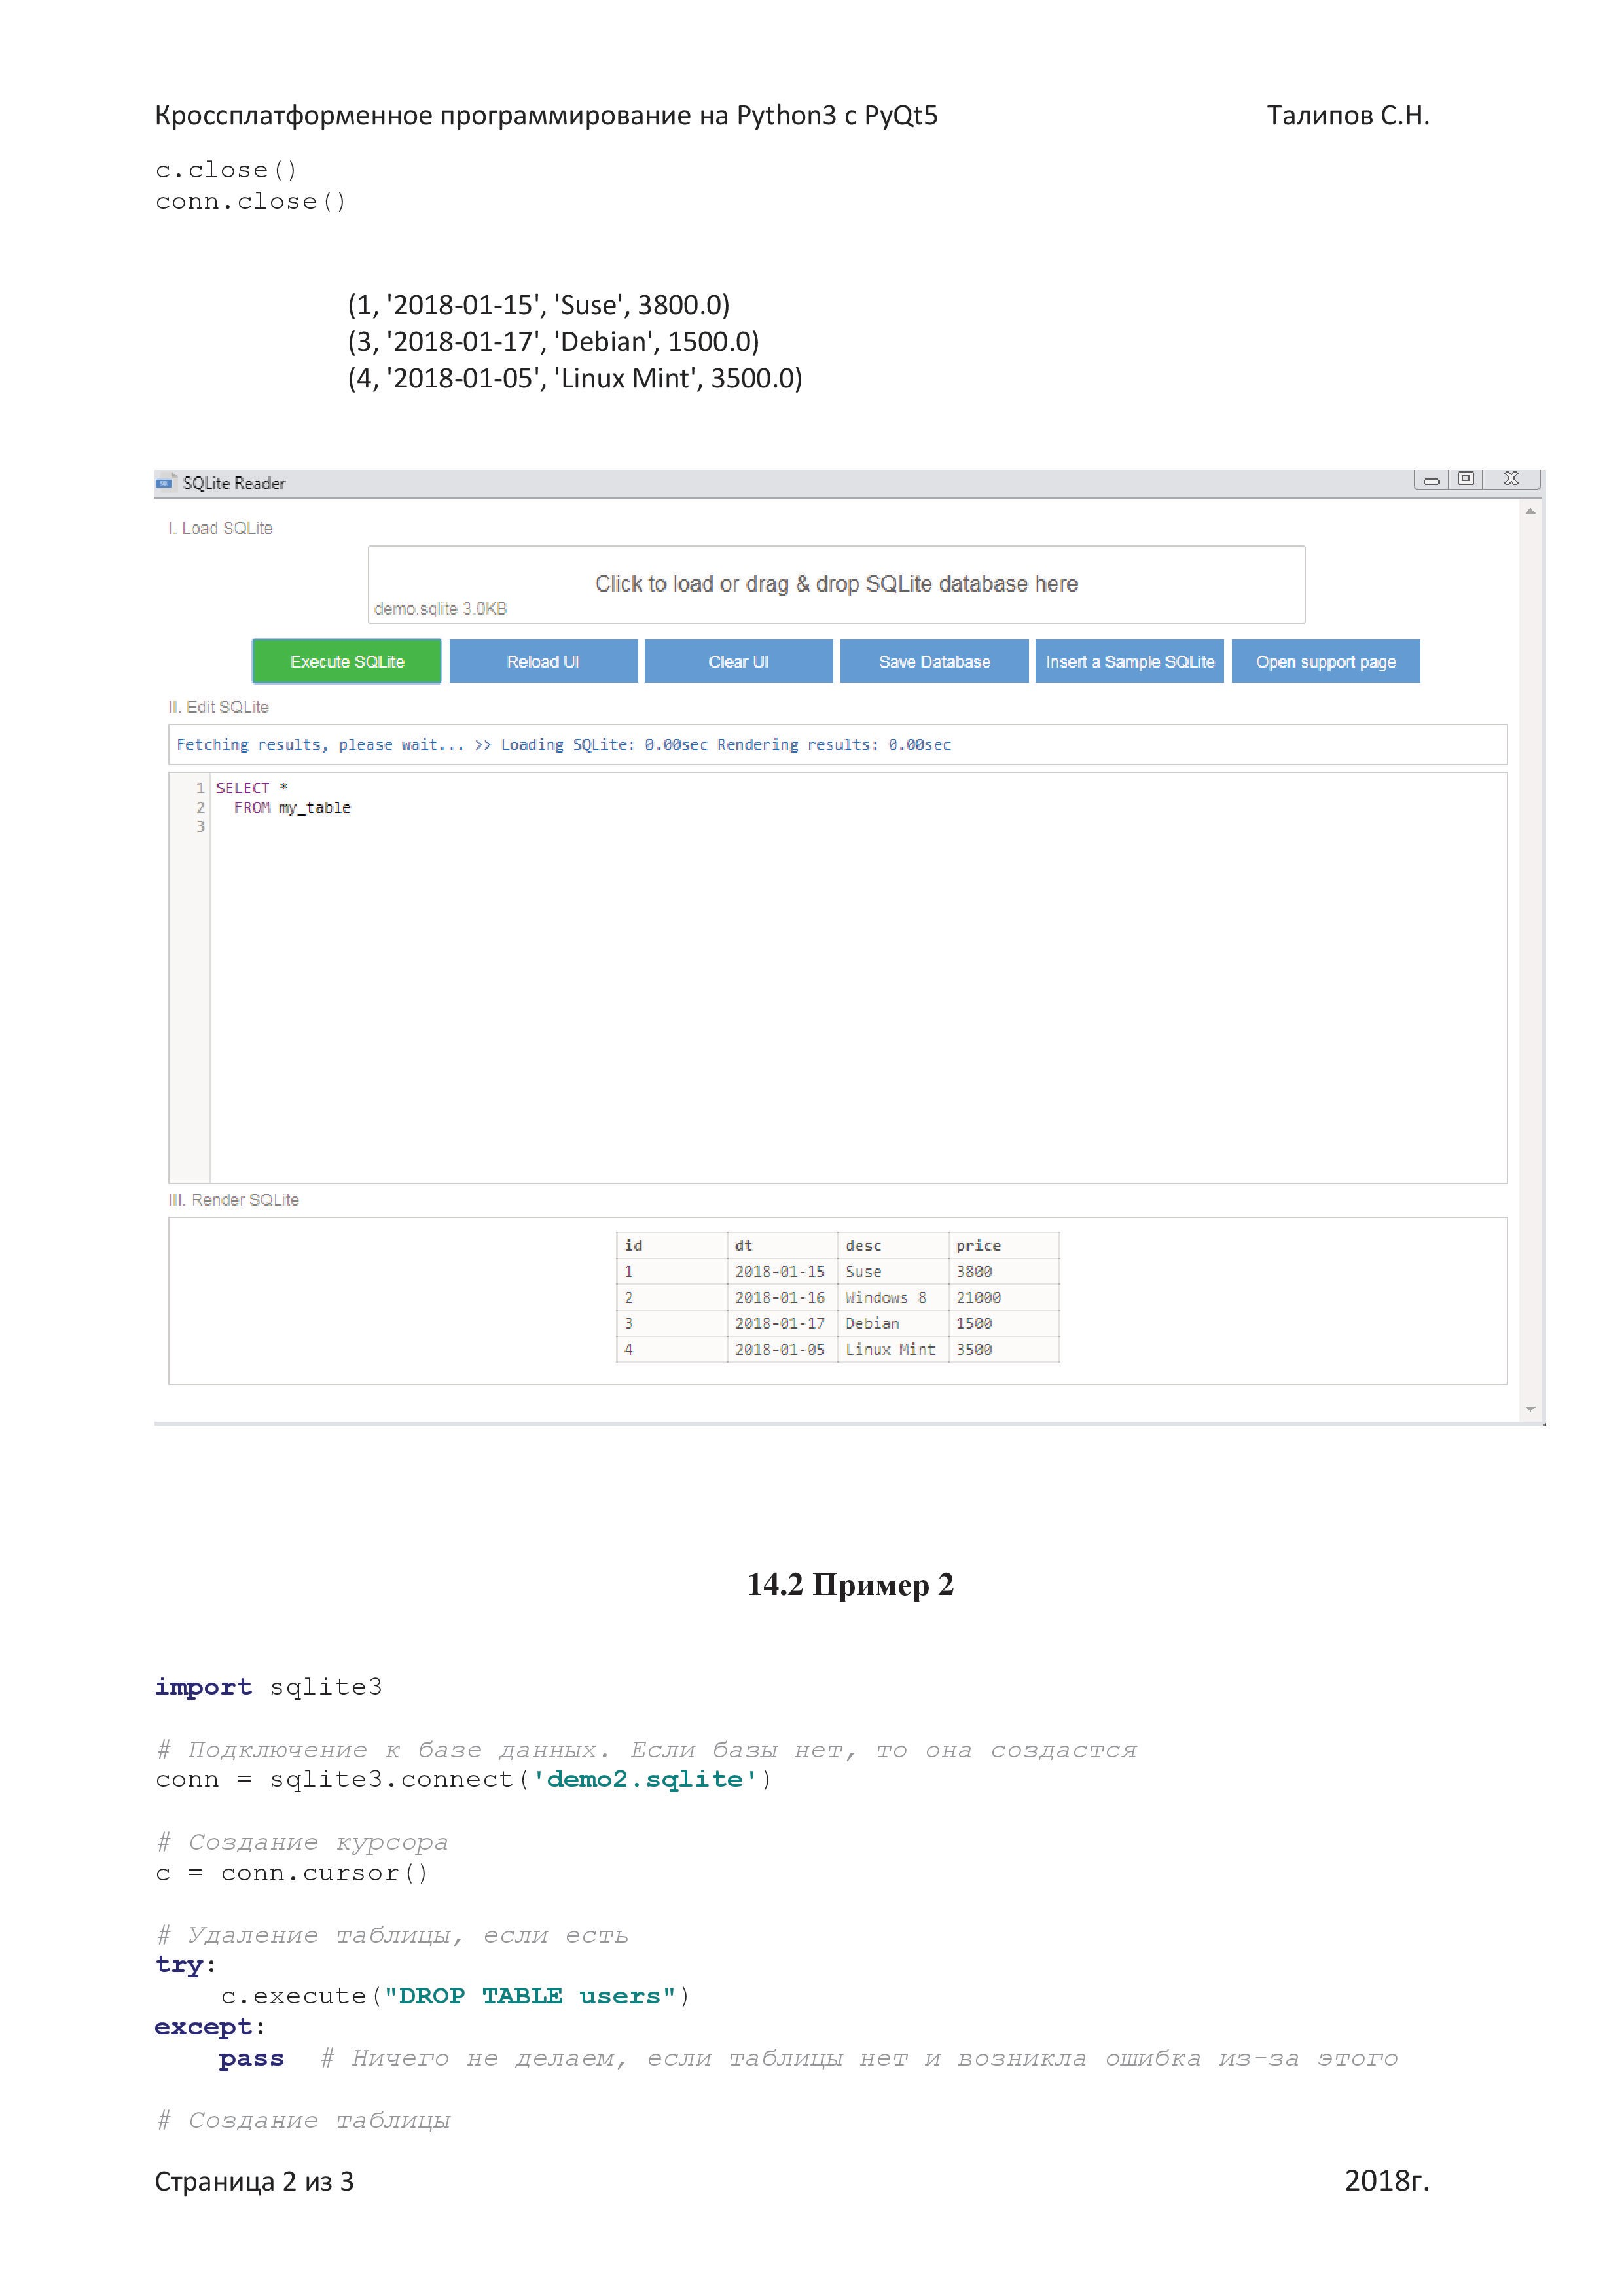 Кроссплатформенное программирование на Python3 с PyQt5 Талипов С.Н.
c.close()
conn.close()
(1, '2018-01-15', 'Suse', 3800.0)
(3, '2018-01-17', 'Debian', 1500.0)
(4, '2018-01-05', 'Linux Mint', 3500.0)
SQLite Reader
I. Load SQLite
Click to load or drag & drop SQLite database here
demo.sqlite 3.0KB
Execute SQLite Reload UI Clear UI Save Database Insert a Sample SQLite Open support page
II. Edit SQLite
Fetching results, please wait... >> Loading SQLite: 0.00sec Rendering results: 0.00sec
1 SELECT *
2 FROM my_table
3
III. Render SQLite
id dt desc price
1 2018-01-15 Suse 3800
2 2018-01-16 Windows 8 21000
3 2018-01-17 Debian 1500
4 2018-01-05 Linux Mint 3500
14.2 Пример 2
import sqlite3
# Подключение к базе данных. Если базы нет, то она создастся
conn = sqlite3.connect('demo2.sqlite')
# Создание курсора
c = conn.cursor()
# Удаление таблицы, если есть
try:
    c.execute("DROP TABLE users")
except:
    pass  # Ничего не делаем, если таблицы нет и возникла ошибка из-за этого
# Создание таблицы
Страница 2 из 3 2018г.